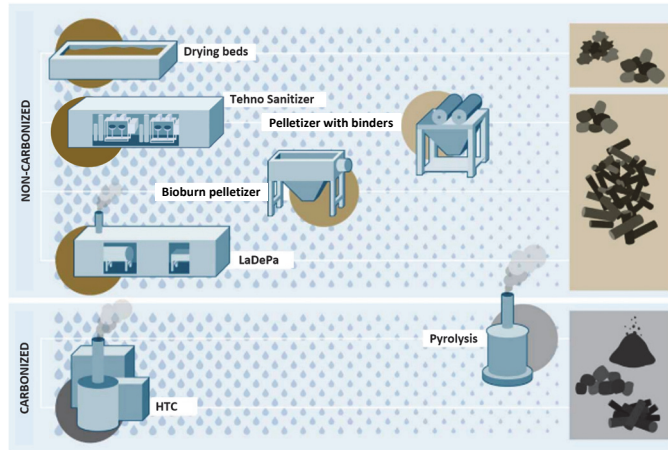 NON-CARBONIZED
Drying beds
Tehno Sanitizer
Pelletizer with binders
Bioburn pelletizer
LaDePa
CARBONIZED
Pyrolysis
HTC